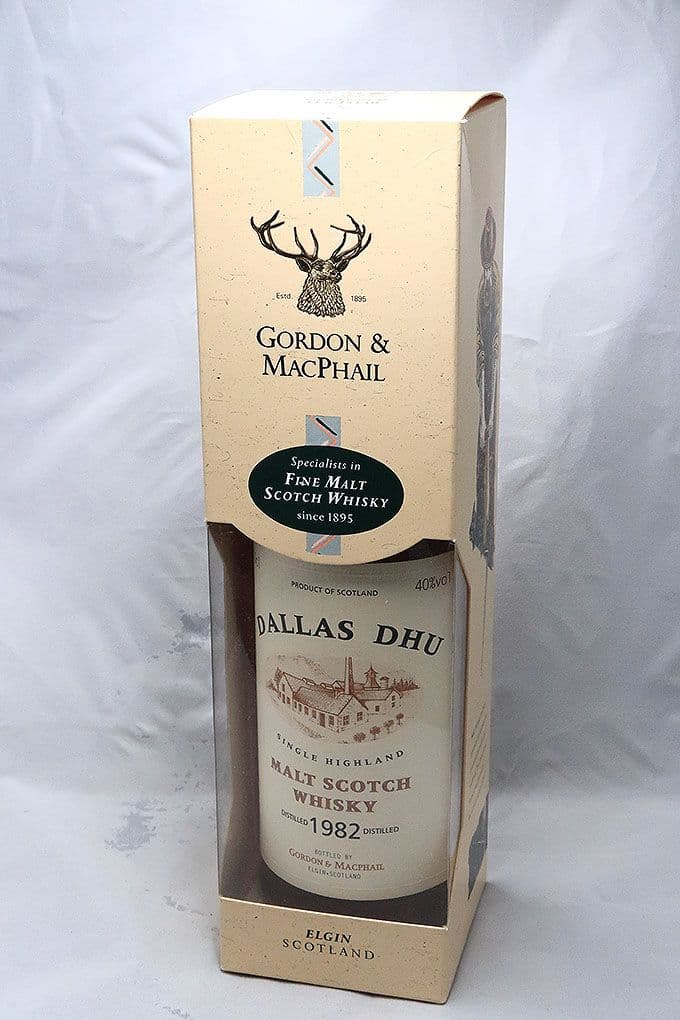 Estd. 1895
GORDON &
MACPHAIL
Specialists in
FINE MALT
SCOTCH WHISKY
since 1895
PRODUCT OF SCOTLAND
40%vol
DALLAS DHU
SINGLE HIGHLAND
MALT SCOTCH
WHISKY
DISTILLED 1982 DISTILLED
BOTTLED BY
GORDON & MACPHAIL
ELGIN•SCOTLAND
ELGIN
SCOTLAND